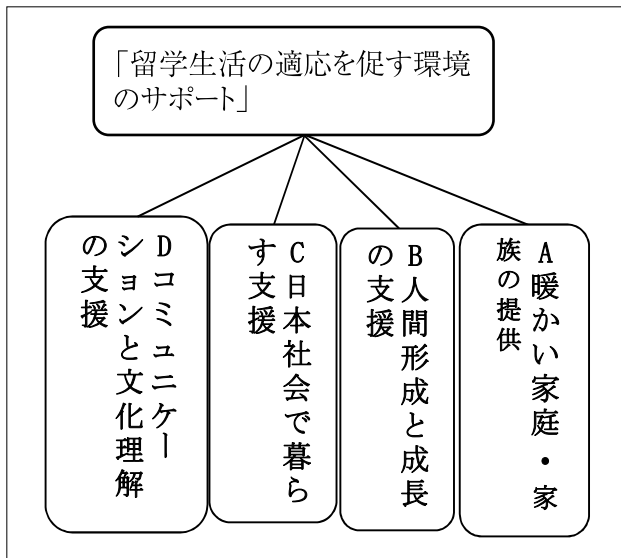 「留学生活の適応を促す環境
のサポート」
A暖かい家庭・家
族の提供
B人間形成と成長
の支援
C日本社会で暮ら
す支援
Dコミュニケー
ションと文化理解
の支援